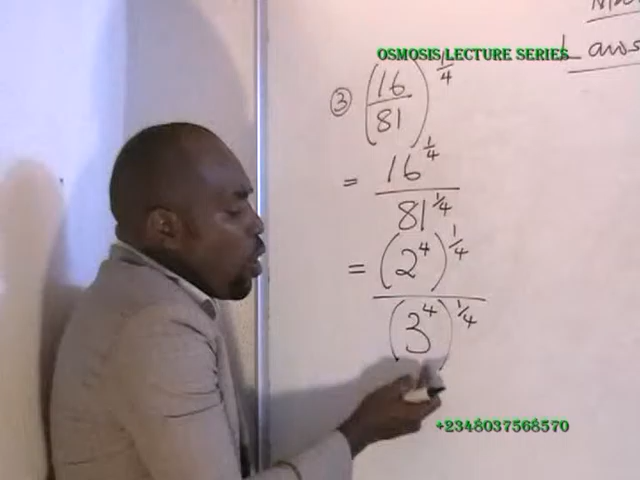 OSMOSIS LECTURE SERIES
③ (16/81)^1/4
= 16^1/4 / 81^1/4
= (2^4)^1/4 / (3^4)^1/4
+2348037568570